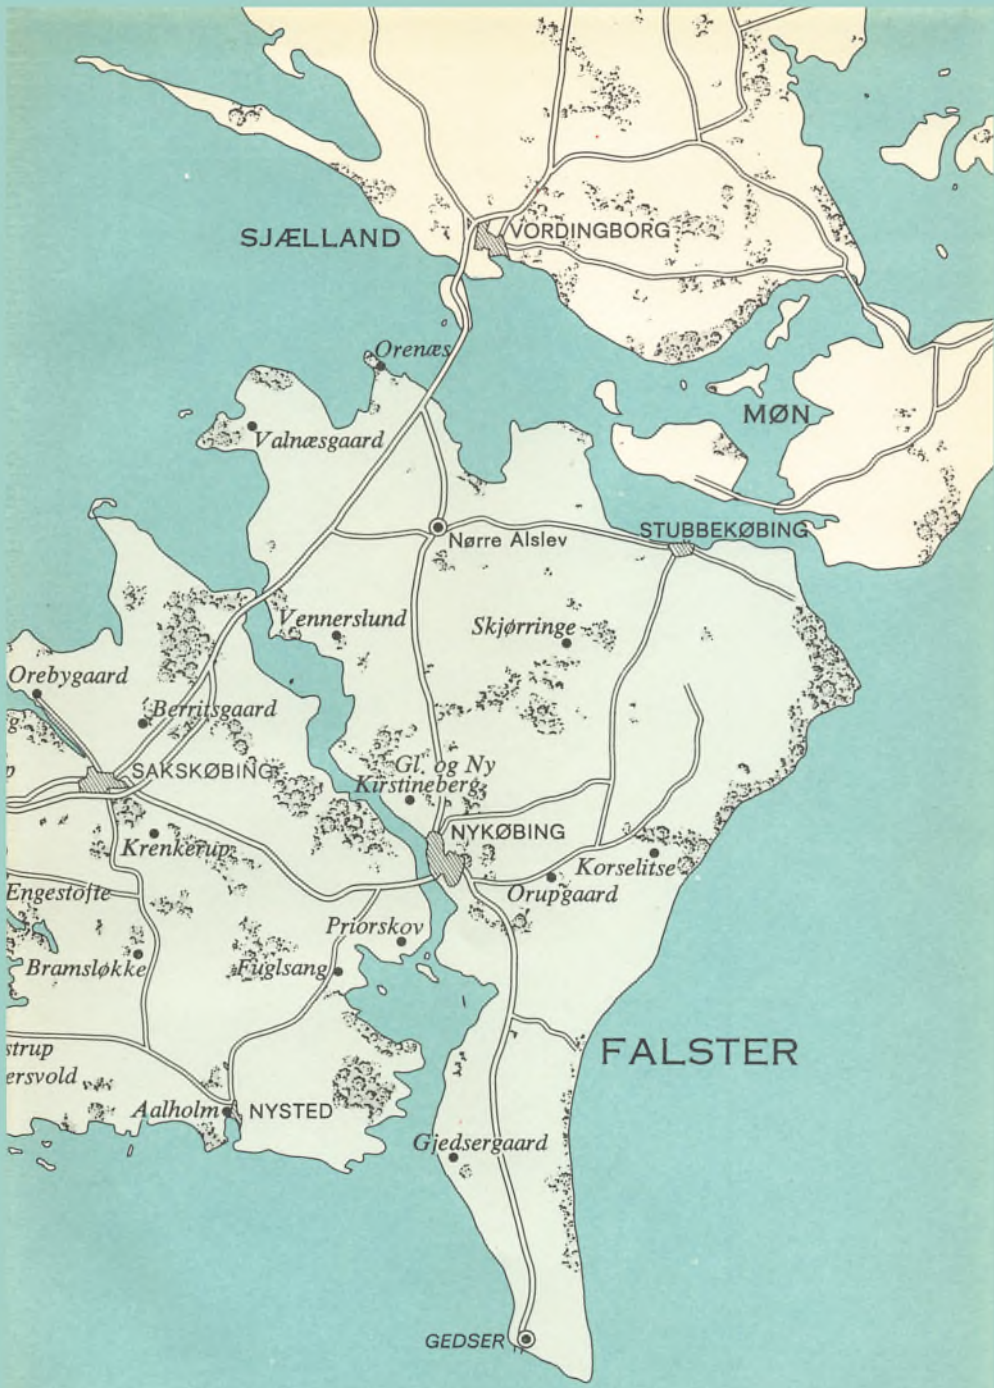 SJÆLLAND
VORDINGBORG
Orenæs
MØN
Valnæsgaard
STUBBEKØBING
Nørre Alslev
Vennerslund
Skjørringe
Orebygaard
Berritsgaard
g
p
SAKSKØBING
Gl. og Ny
Kirstineberg
NYKØBING
Krenkerup
Korselitse
Engestofte
Orupgaard
Priorskov
Bramsløkke
Fuglsang
strup
ersvold
FALSTER
Aalholm
NYSTED
Gjedsergaard
GEDSER